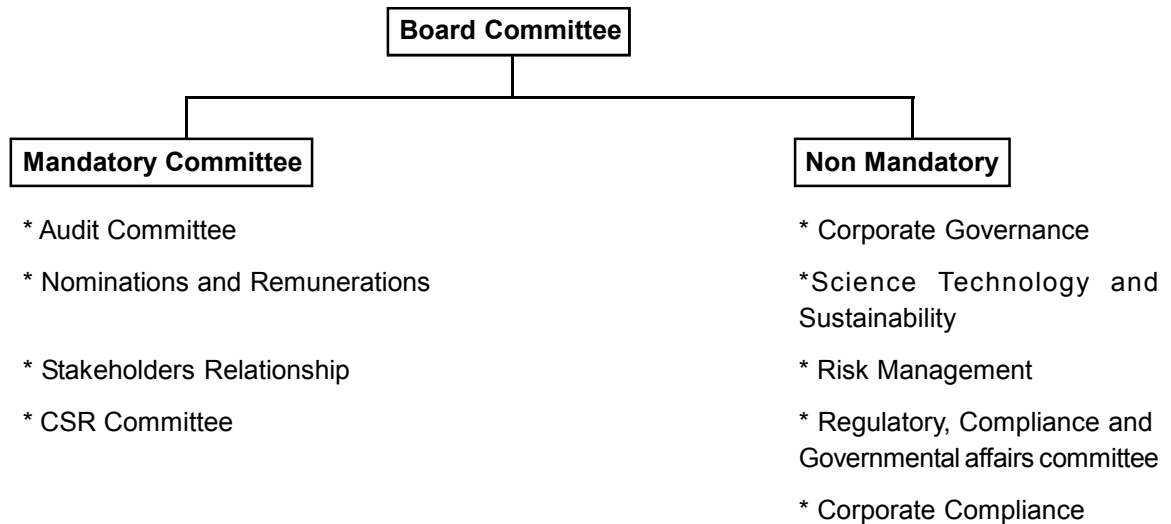 Board Committee
Mandatory Committee
* Audit Committee
* Nominations and Remunerations
* Stakeholders Relationship
* CSR Committee
Non Mandatory
* Corporate Governance
*Science Technology and
Sustainability
* Risk Management
* Regulatory, Compliance and
Governmental affairs committee
* Corporate Compliance